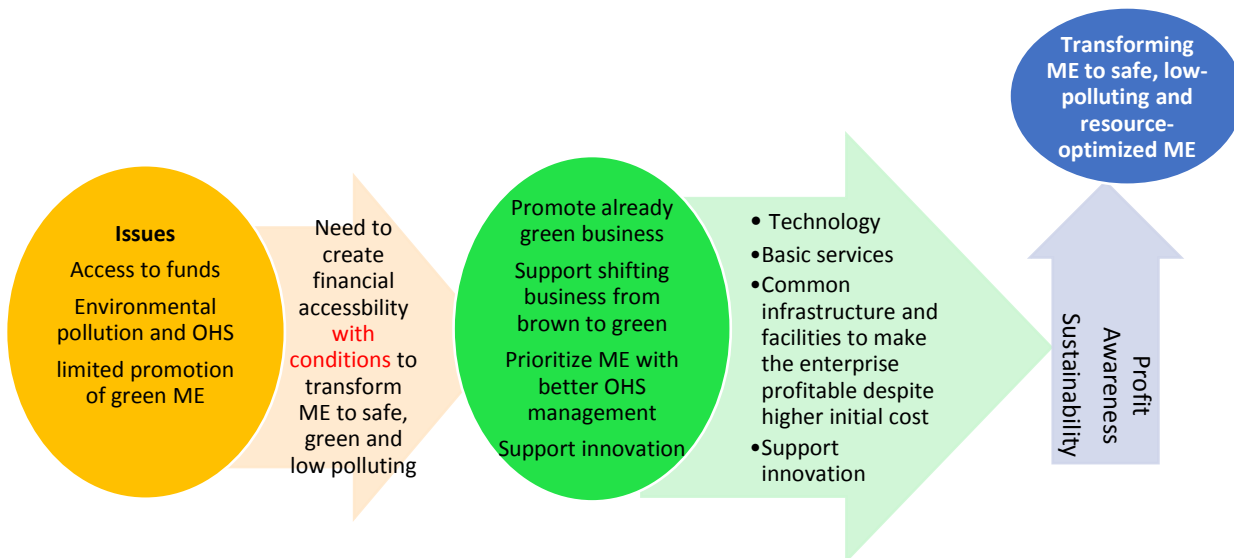 Issues
Access to funds
Environmental
pollution and OHS
limited promotion
of green ME
Need to
create
financial
accessbility
with
conditions to
transform
ME to safe,
green and
low polluting
Promote already
green business
Support shifting
business from
brown to green
Prioritize ME with
better OHS
management
Support innovation
• Technology
•Basic services
•Common
infrastructure and
facilities to make
the enterprise
profitable despite
higher initial cost
•Support
innovation
Transforming
ME to safe, low-
polluting and
resource-
optimized ME
Profit
Awareness
Sustainability